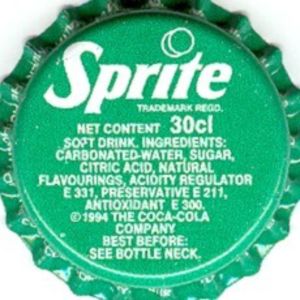 Sprite
TRADEMARK REGD.
NET CONTENT 30cl
SOFT DRINK. INGREDIENTS:
CARBONATED WATER, SUGAR,
CITRIC ACID, NATURAL
FLAVOURINGS, ACIDITY REGULATOR
E 331, PRESERVATIVE E 211,
ANTIOXIDANT E 300.
©1994 THE COCA-COLA
COMPANY
BEST BEFORE:
SEE BOTTLE NECK.